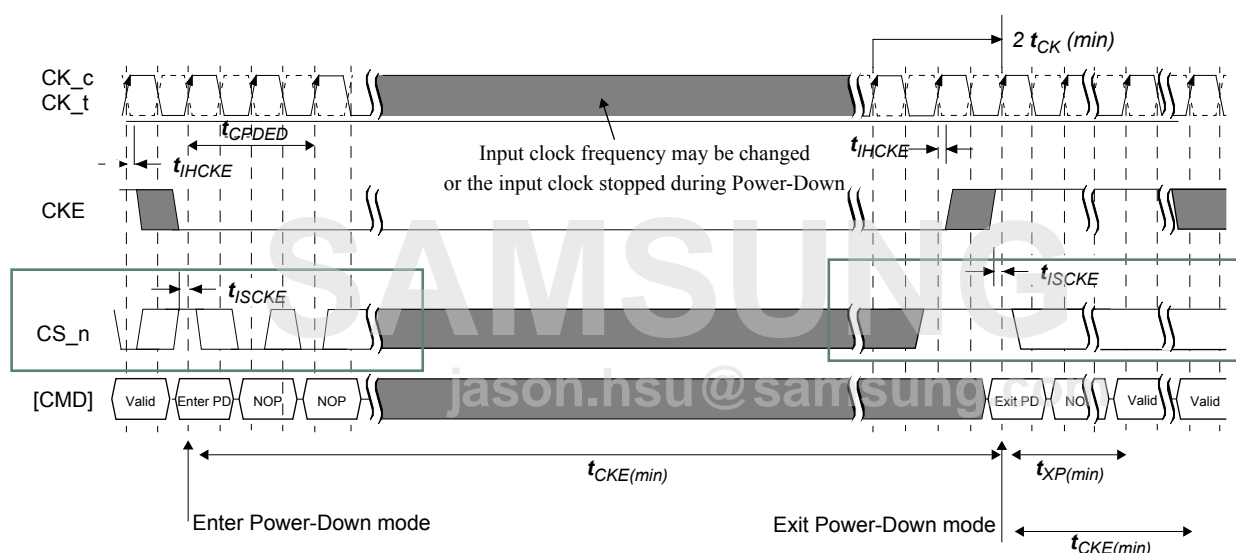 2 tCK (min)
CK_c
CK_t
tCPDED
tIHCKE
Input clock frequency may be changed
or the input clock stopped during Power-Down
tIHCKE
CKE
SAMSUNG
tISCKE
tISCKE
CS_n
jason.hsu@samsung.com
[CMD]
Valid
Enter PD
NOP
NOP
Exit PD
NO
Valid
Valid
tCKE(min)
tXP(min)
Enter Power-Down mode
Exit Power-Down mode
tCKE(min)